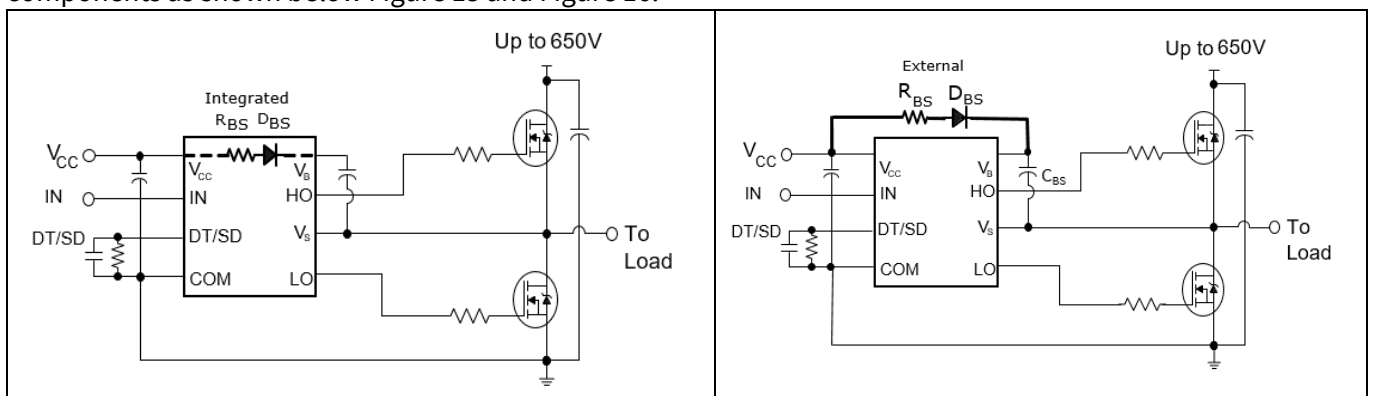 components as shown below Figure 25 and Figure 26.
Up to 650V
Integrated
RBS DBS
VCC
VCC
VB
IN
IN
HO
DT/SD
DT/SD
VS
To
Load
COM
LO
Up to 650V
External
RBS DBS
VCC
VCC
VB
CBS
IN
IN
HO
DT/SD
DT/SD
VS
To
Load
COM
LO